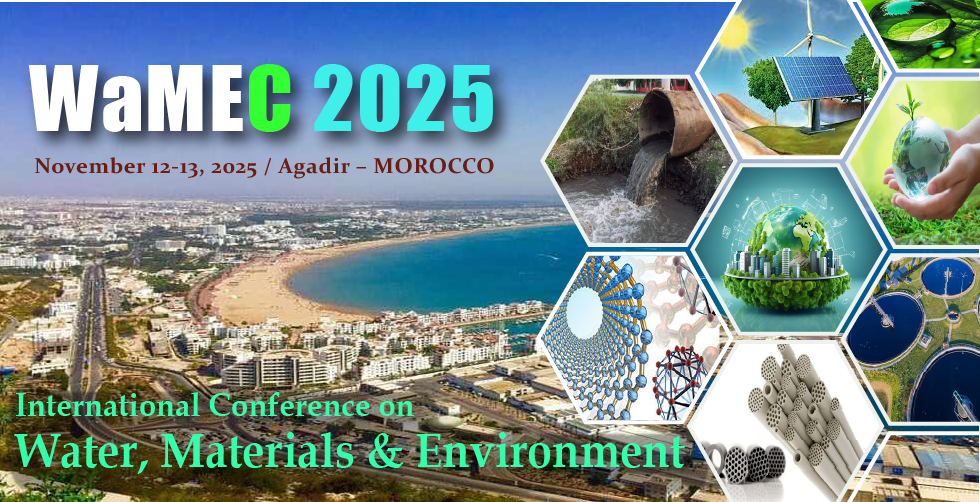 WaMEC 2025
November 12-13, 2025 / Agadir – MOROCCO
International Conference on
Water, Materials & Environment